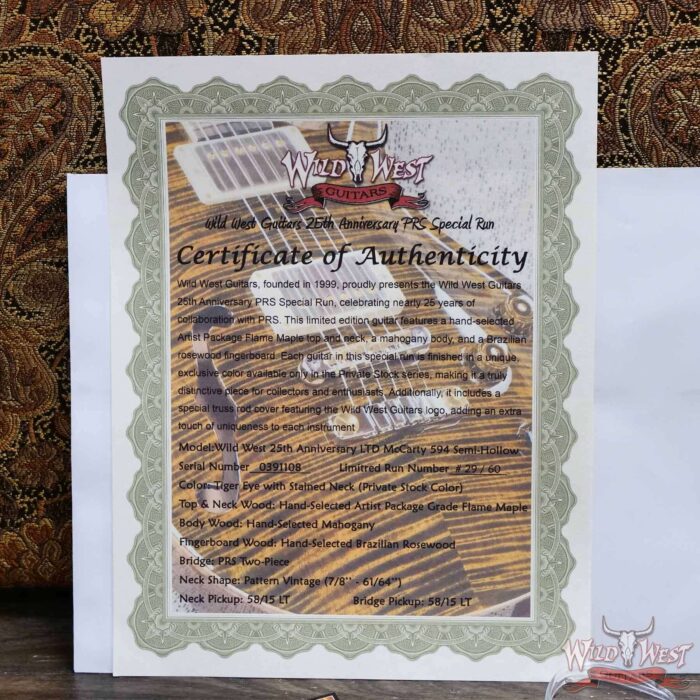 WILD WEST
GUITARS
Wild West Guitars 25th Anniversary PRS Special Run
Certificate of Authenticity
Wild West Guitars, founded in 1999, proudly presents the Wild West Guitars
25th Anniversary PRS Special Run, celebrating nearly 25 years of
collaboration with PRS. This limited edition guitar features a hand-selected
Artist Package Flame Maple top and neck, a mahogany body, and a Brazilian
rosewood fingerboard. Each guitar in this special run is finished in a unique,
exclusive color available only in the Private Stock series, making it a truly
distinctive piece for collectors and enthusiasts. Additionally, it includes a
special truss rod cover featuring the Wild West Guitars logo, adding an extra
touch of uniqueness to each instrument
Model:Wild West 25th Anniversary LTD McCarty 594 Semi-Hollow
Serial Number 0391108 Limitred Run Number # 29 / 60
Color: Tiger Eye with Stained Neck (Private Stock Color)
Top & Neck Wood: Hand-Selected Artist Package Grade Flame Maple
Body Wood: Hand-Selected Mahogany
Fingerboard Wood: Hand-Selected Brazilian Rosewood
Bridge: PRS Two-Piece
Neck Shape: Pattern Vintage (7/8" - 61/64")
Neck Pickup: 58/15 LT Bridge Pickup: 58/15 LT
WILD WEST
GUITARS